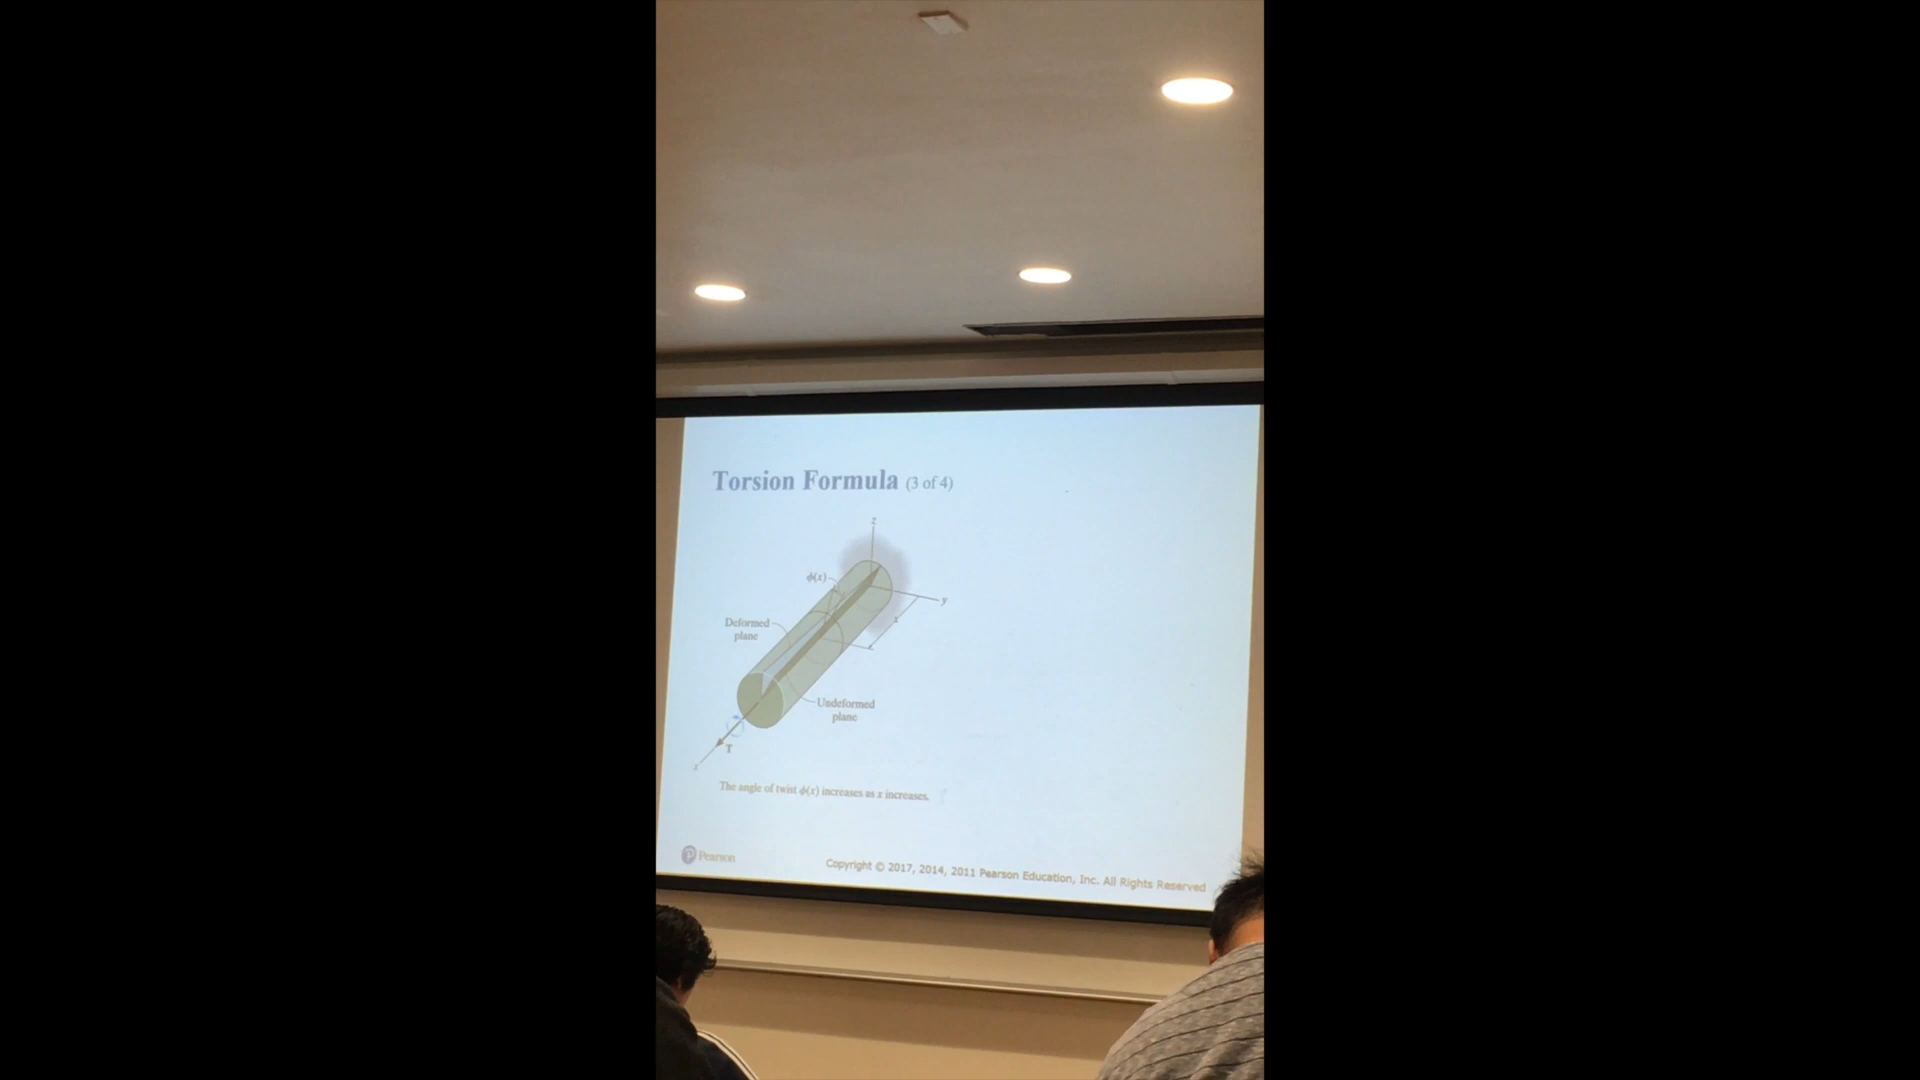 Torsion Formula (3 of 4)
z
ϕ(x)
y
x
Deformed
plane
Undeformed
plane
T
x
The angle of twist ϕ(x) increases as x increases.
Pearson
Copyright © 2017, 2014, 2011 Pearson Education, Inc. All Rights Reserved